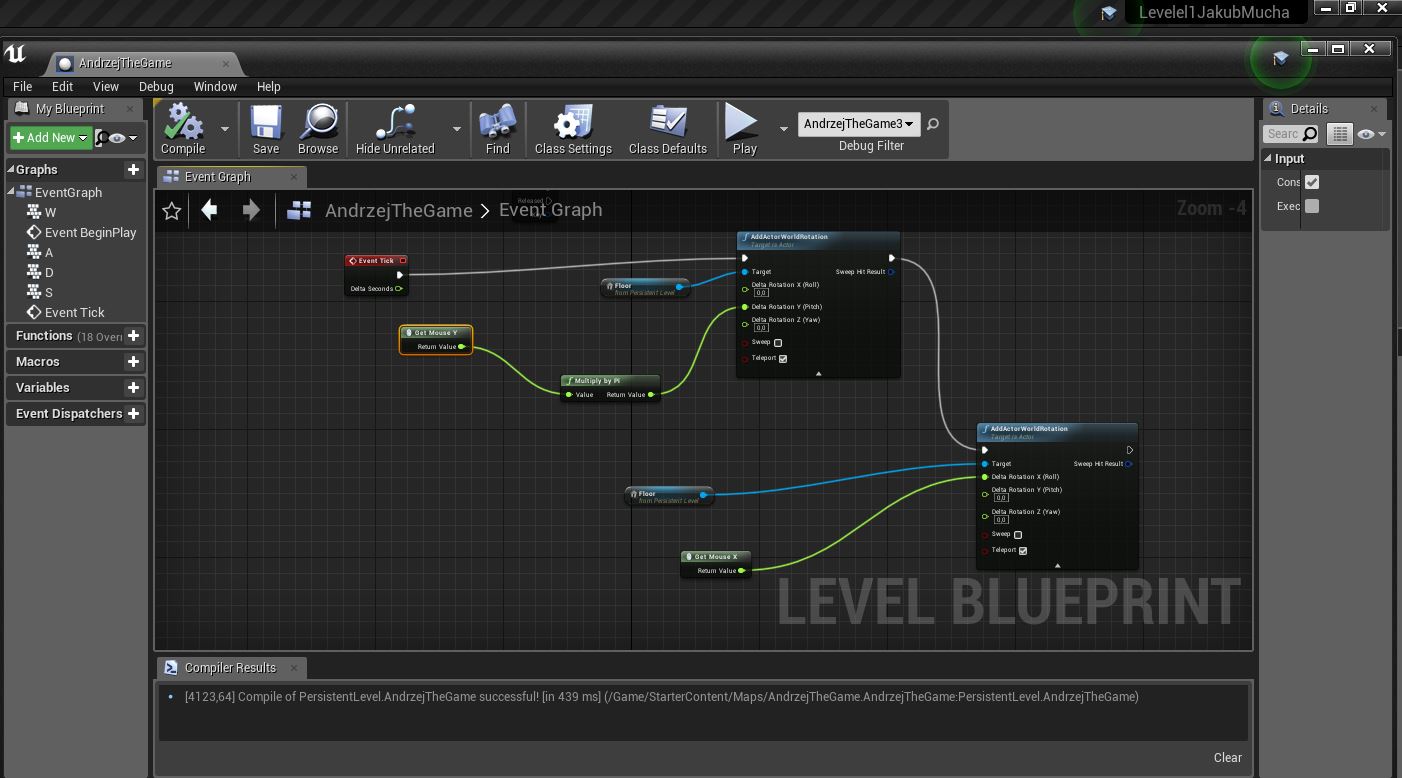 Levelel1JakubMucha
AndrzejTheGame
File Edit View Debug Window Help
My Blueprint
Add New
Graphs
EventGraph
W
Event BeginPlay
A
D
S
Event Tick
Functions (18 Overr
Macros
Variables
Event Dispatchers
Compile
Save
Browse
Hide Unrelated
Find
Class Settings
Class Defaults
Play
AndrzejTheGame3
Debug Filter
Event Graph
AndrzejTheGame > Event Graph
Zoom -4
Released
Event Tick
Delta Seconds
Get Mouse Y
Return Value
Multiply by Pi
Value Return Value
Floor
from Persistent Level
AddActorWorldRotation
Target is Actor
Target Sweep Hit Result
Delta Rotation X (Roll)
0,0
Delta Rotation Y (Pitch)
Delta Rotation Z (Yaw)
0,0
Sweep
Teleport
Floor
from Persistent Level
Get Mouse X
Return Value
AddActorWorldRotation
Target is Actor
Target Sweep Hit Result
Delta Rotation X (Roll)
Delta Rotation Y (Pitch)
0,0
Delta Rotation Z (Yaw)
0,0
Sweep
Teleport
LEVEL BLUEPRINT
Compiler Results
[4123,64] Compile of PersistentLevel.AndrzejTheGame successful! [in 439 ms] (/Game/StarterContent/Maps/AndrzejTheGame.AndrzejTheGame:PersistentLevel.AndrzejTheGame)
Clear
Details
Searc
Input
Cons
Exec